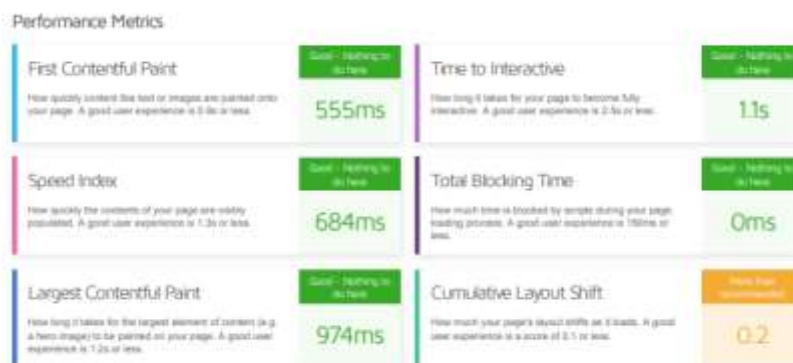 Performance Metrics
First Contentful Paint
Good - Nothing to
do here
How quickly content like text or images are painted onto
your page. A good user experience is 0.9s or less.
555ms
Time to Interactive
Good - Nothing to
do here
How long it takes for your page to become fully
interactive. A good user experience is 2.5s or less.
1.1s
Speed Index
Good - Nothing to
do here
How quickly the contents of your page are visibly
populated. A good user experience is 1.3s or less.
684ms
Total Blocking Time
Good - Nothing to
do here
How much time is blocked by scripts during your page
loading process. A good user experience is 150ms or
less.
0ms
Largest Contentful Paint
Good - Nothing to
do here
How long it takes for the largest element of content (e.g.
a hero image) to be painted on your page. A good user
experience is 1.2s or less.
974ms
Cumulative Layout Shift
More than
recommended
How much your page's layout shifts as it loads. A good
user experience is a score of 0.1 or less.
0.2